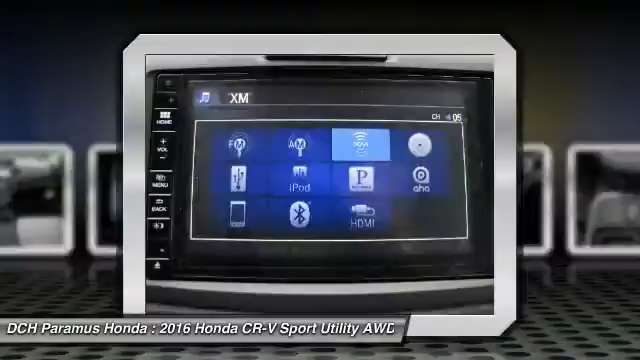 XM
CH 05
HOME
FM AM XM
VOL
iPod P aha
MENU
BACK
HDMI
DCH Paramus Honda : 2016 Honda CR-V Sport Utility AWD